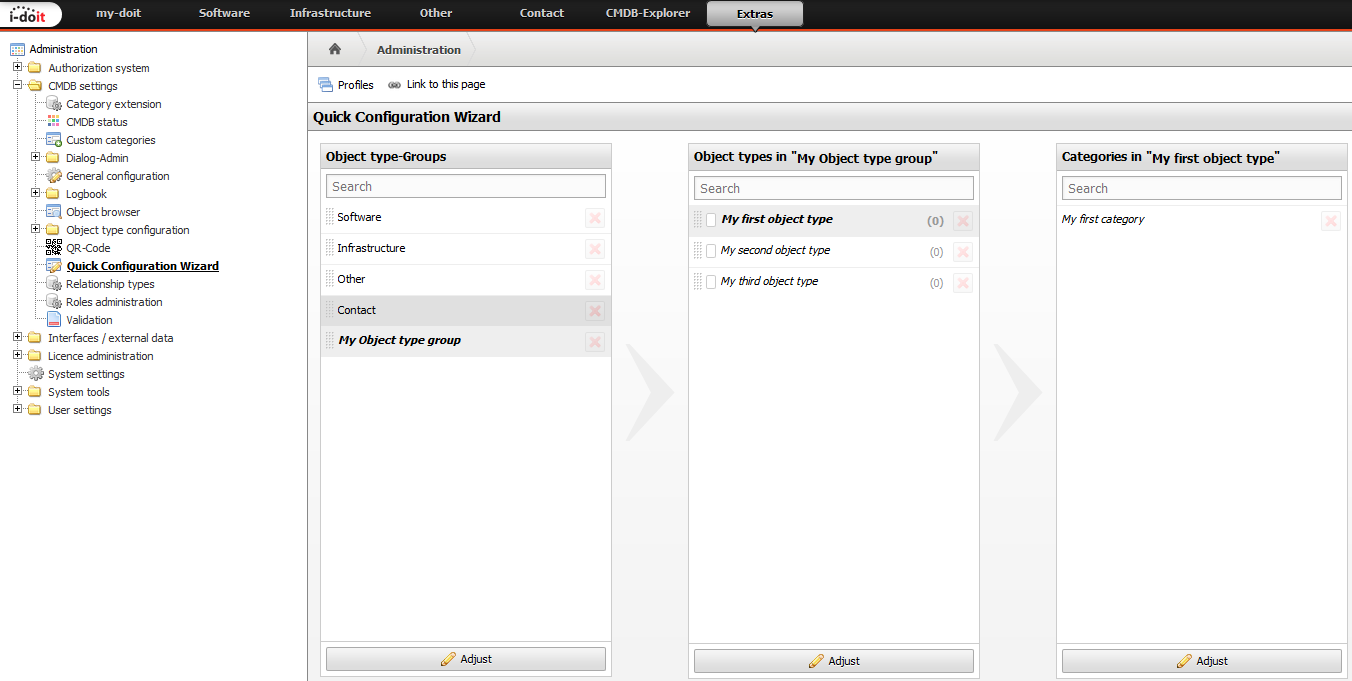 i-doit
my-doit Software Infrastructure Other Contact CMDB-Explorer Extras
Administration
Authorization system
CMDB settings
Category extension
CMDB status
Custom categories
Dialog-Admin
General configuration
Logbook
Object browser
Object type configuration
QR-Code
Quick Configuration Wizard
Relationship types
Roles administration
Validation
Interfaces / external data
Licence administration
System settings
System tools
User settings
Administration
Profiles Link to this page
Quick Configuration Wizard
Object type-Groups
Search
Software
Infrastructure
Other
Contact
My Object type group
Adjust
Object types in "My Object type group"
Search
My first object type (0)
My second object type (0)
My third object type (0)
Adjust
Categories in "My first object type"
Search
My first category
Adjust